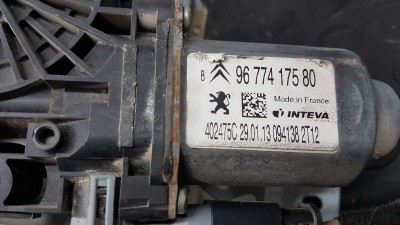 8 96 774 175 80
Made in France
INTEVA
402475C 29.01.13 094138 2T12